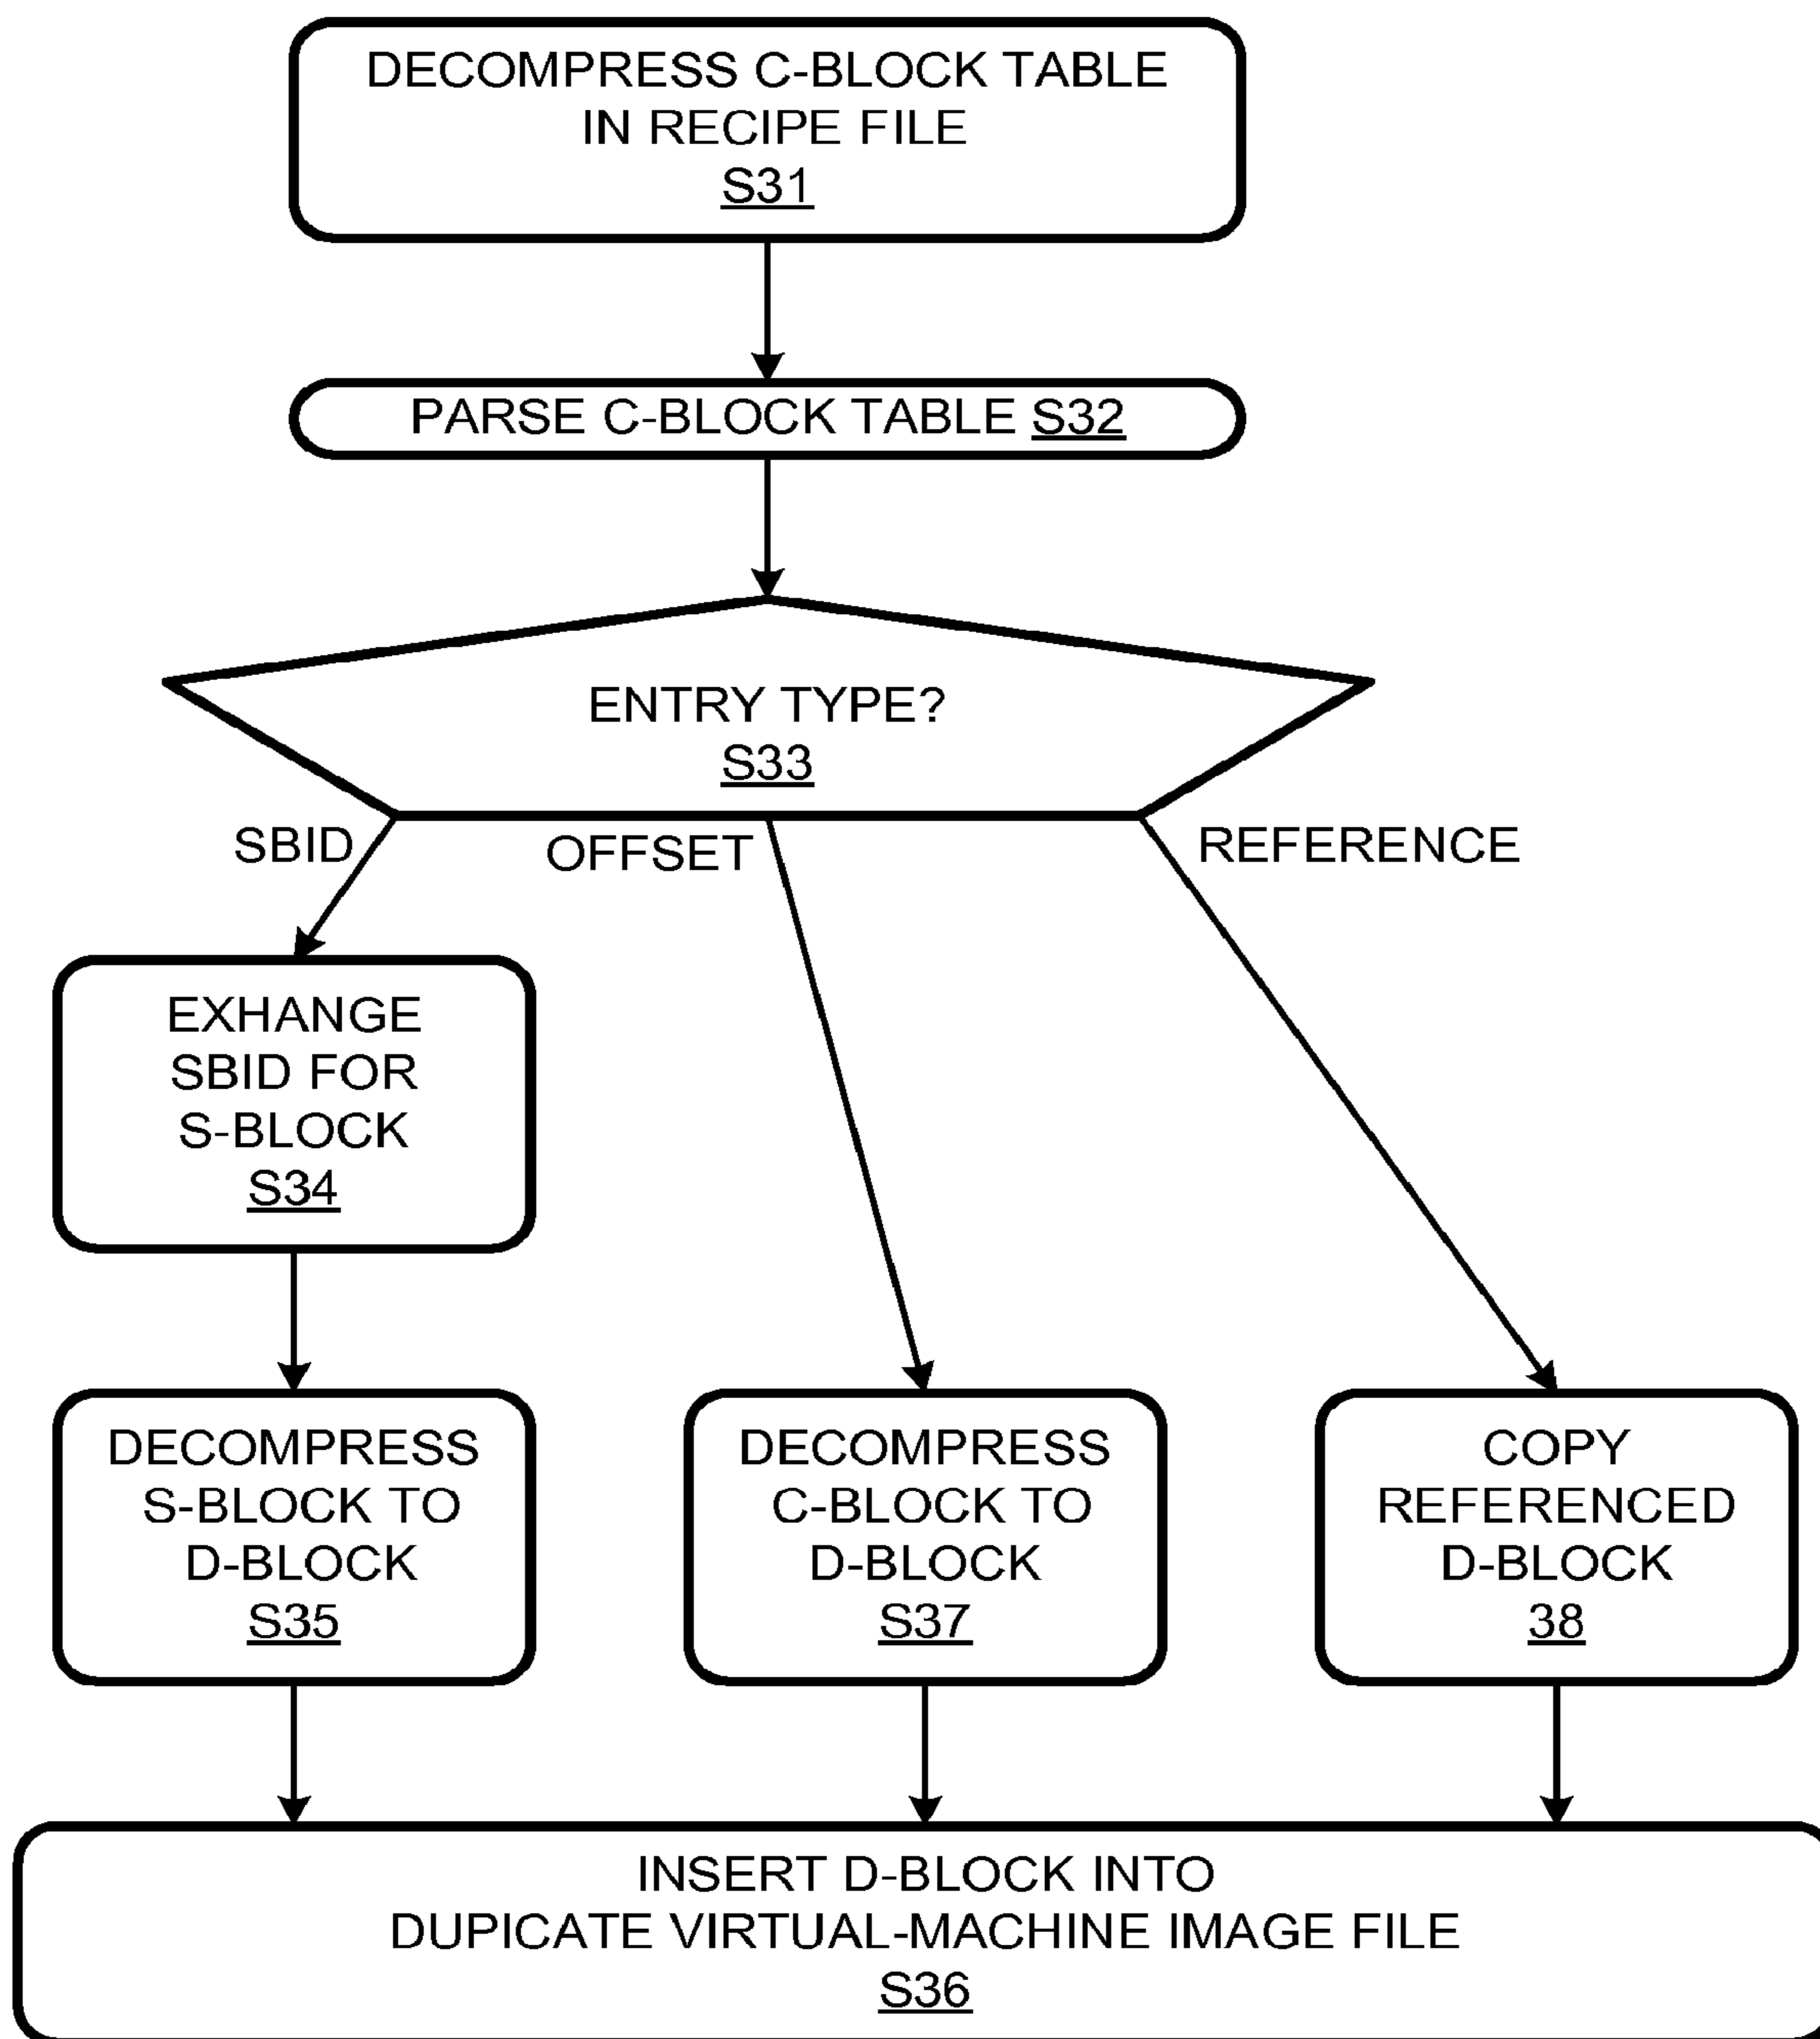 DECOMPRESS C-BLOCK TABLE
IN RECIPE FILE
S31
PARSE C-BLOCK TABLE S32
ENTRY TYPE?
S33
SBID
OFFSET
REFERENCE
EXHANGE
SBID FOR
S-BLOCK
S34
DECOMPRESS
S-BLOCK TO
D-BLOCK
S35
DECOMPRESS
C-BLOCK TO
D-BLOCK
S37
COPY
REFERENCED
D-BLOCK
38
INSERT D-BLOCK INTO
DUPICATE VIRTUAL-MACHINE IMAGE FILE
S36